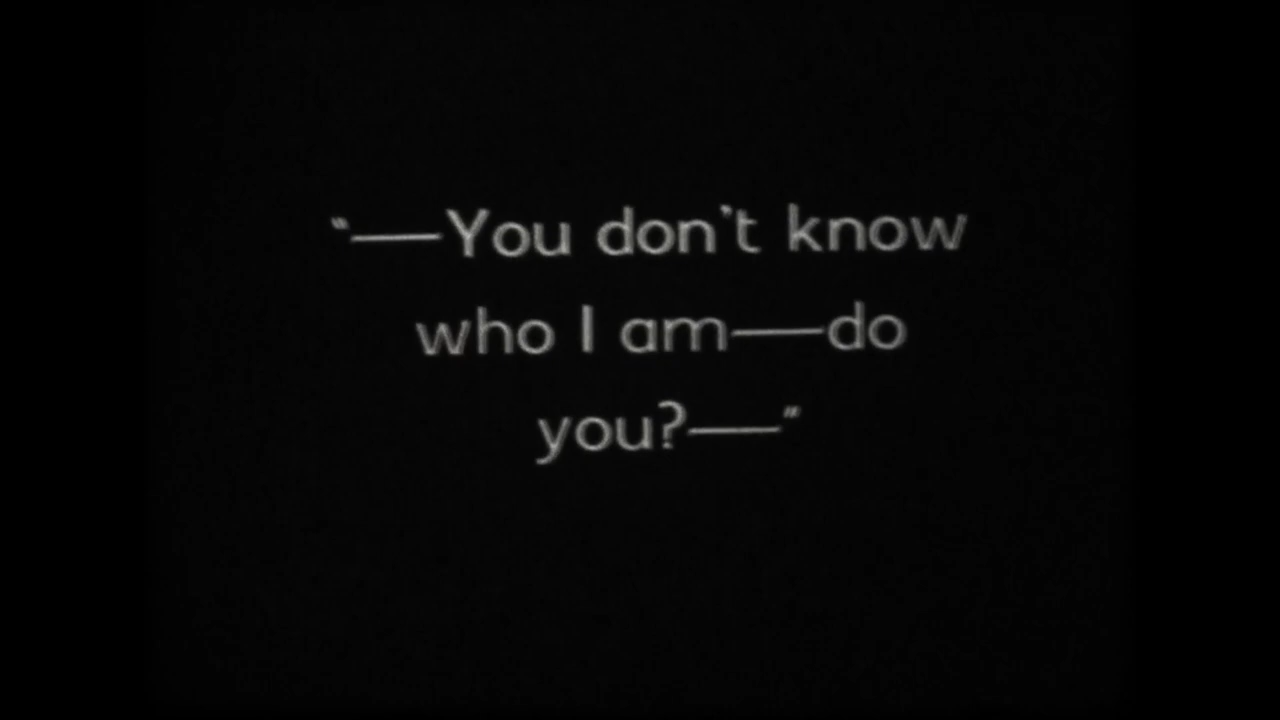 “—You don't know
who I am—do
you?—”